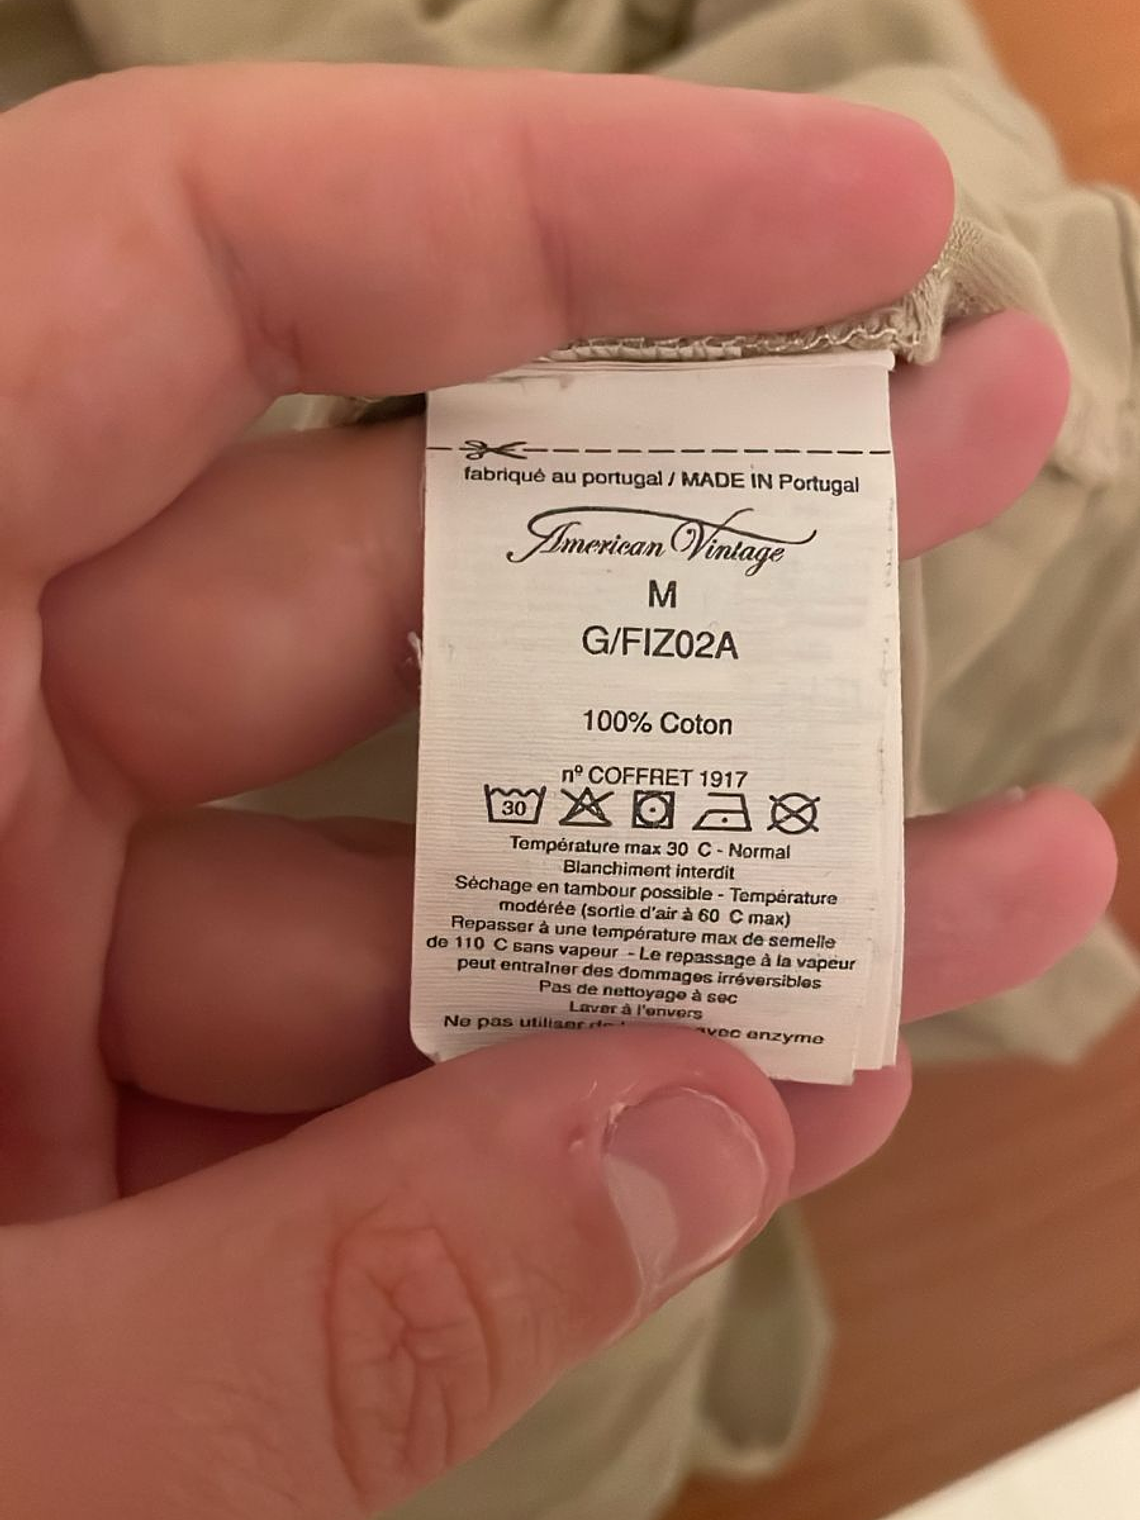 fabriqué au portugal / MADE IN Portugal
American Vintage
M
G/FIZ02A
100% Coton
nº COFFRET 1917
30
Température max 30 C - Normal
Blanchiment interdit
Séchage en tambour possible - Température
modérée (sortie d'air à 60 C max)
Repasser à une température max de semelle
de 110 C sans vapeur - Le repassage à la vapeur
peut entraîner des dommages irréversibles
Pas de nettoyage à sec
Laver à l'envers
Ne pas utiliser avec enzyme